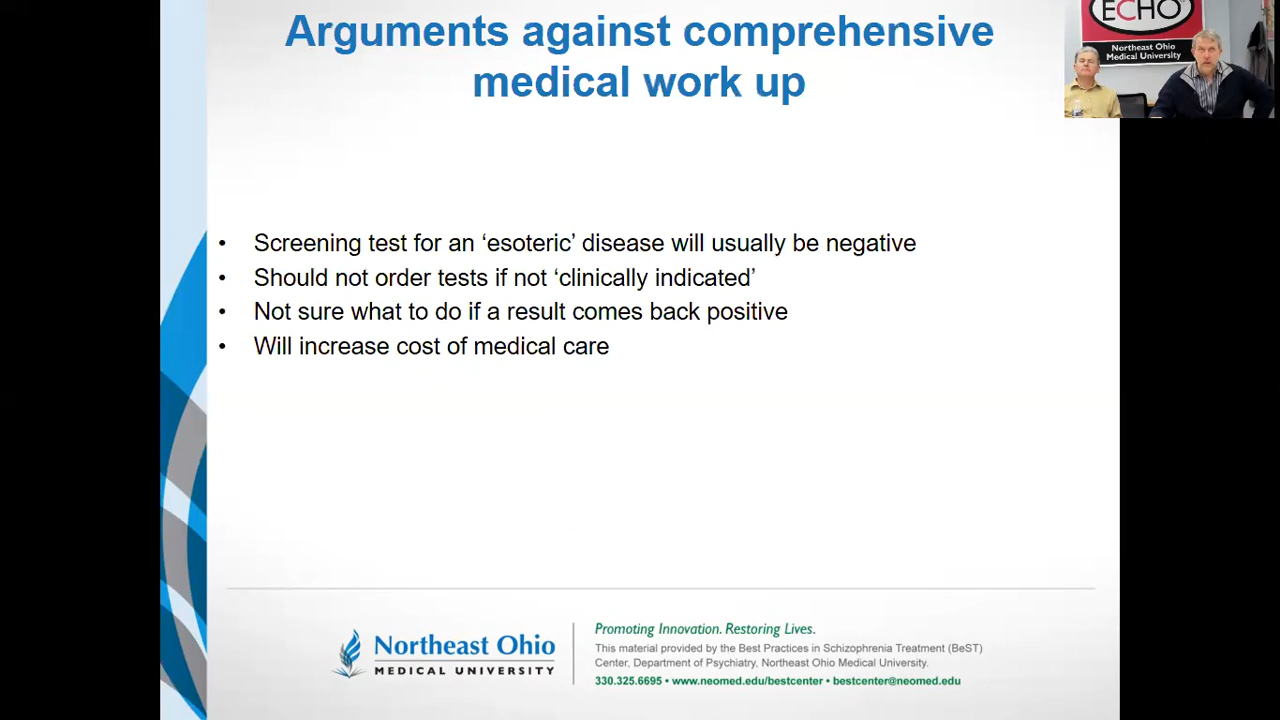 Arguments against comprehensive
medical work up
ECHO
Northeast Ohio
Medical University
• Screening test for an ‘esoteric’ disease will usually be negative
• Should not order tests if not ‘clinically indicated’
• Not sure what to do if a result comes back positive
• Will increase cost of medical care
Northeast Ohio
MEDICAL UNIVERSITY
Promoting Innovation. Restoring Lives.
This material provided by the Best Practices in Schizophrenia Treatment (BeST)
Center, Department of Psychiatry, Northeast Ohio Medical University.
330.325.6695 • www.neomed.edu/bestcenter • bestcenter@neomed.edu